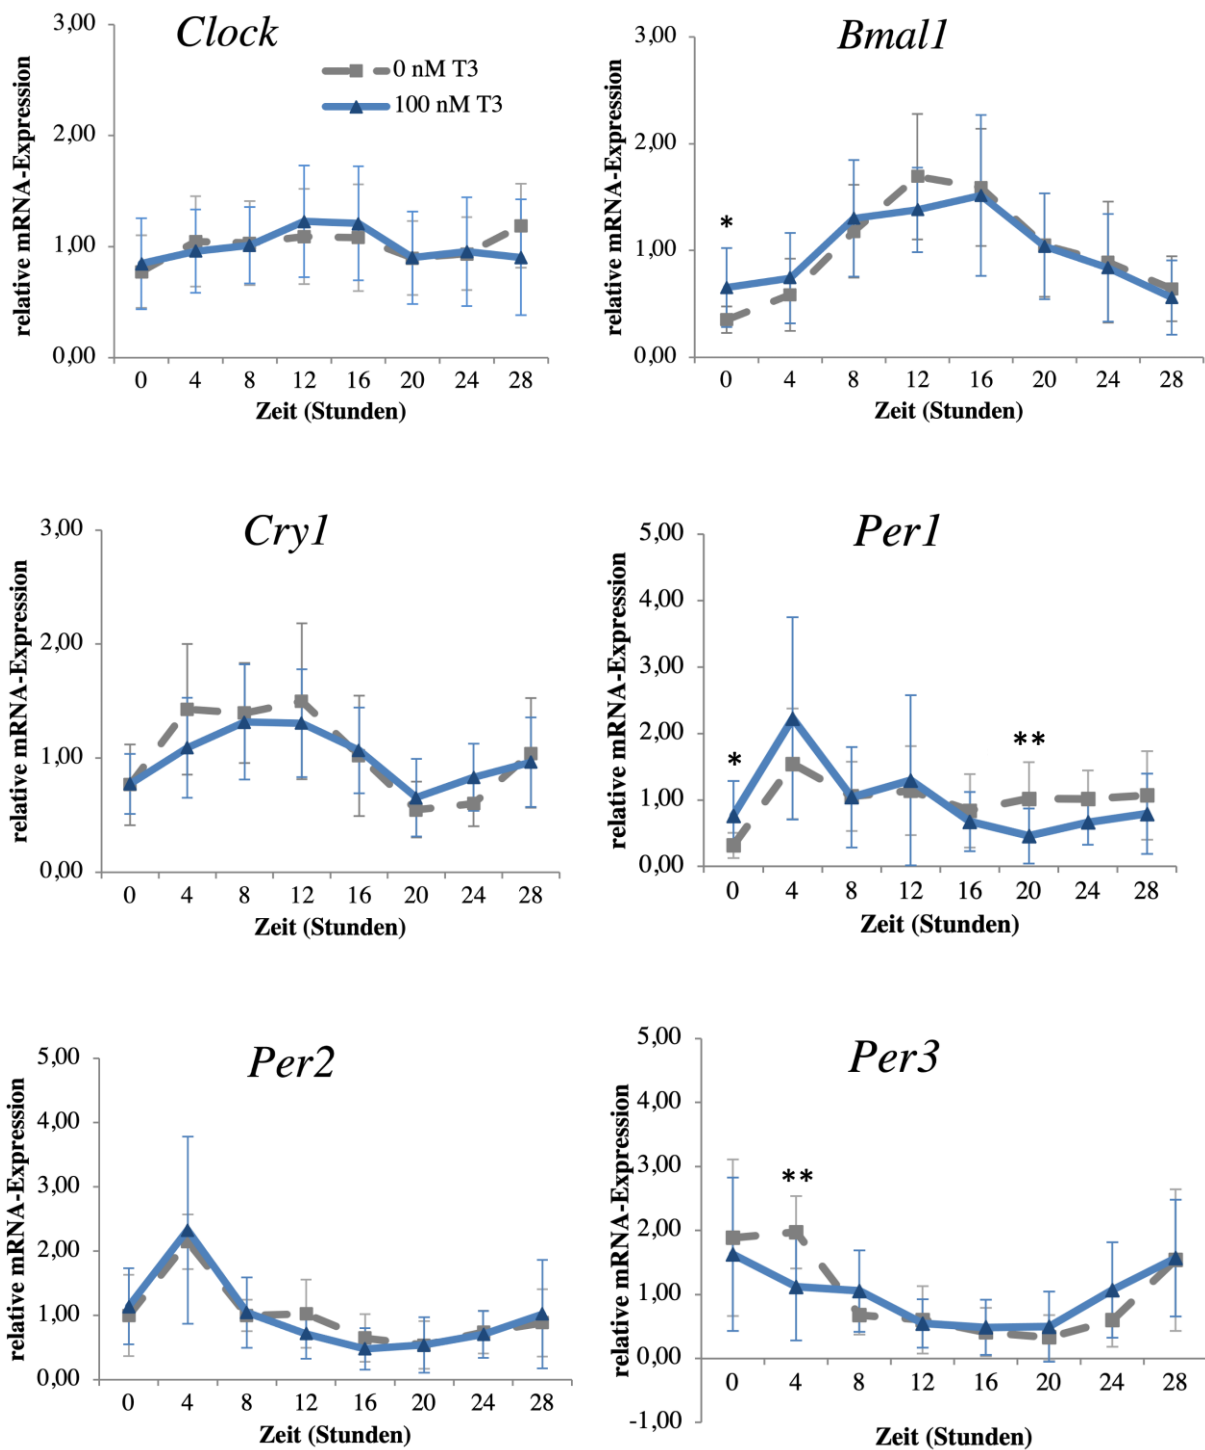 Clock
3,00
2,00
1,00
0,00
relative mRNA-Expression
0 nM T3
100 nM T3
0 4 8 12 16 20 24 28
Zeit (Stunden)
Bmal1
3,00
2,00
1,00
0,00
relative mRNA-Expression
*
0 4 8 12 16 20 24 28
Zeit (Stunden)
Cry1
3,00
2,00
1,00
0,00
relative mRNA-Expression
0 4 8 12 16 20 24 28
Zeit (Stunden)
Per1
5,00
4,00
3,00
2,00
1,00
0,00
relative mRNA-Expression
*
**
0 4 8 12 16 20 24 28
Zeit (Stunden)
Per2
5,00
4,00
3,00
2,00
1,00
0,00
relative mRNA-Expression
0 4 8 12 16 20 24 28
Zeit (Stunden)
Per3
5,00
4,00
3,00
2,00
1,00
0,00
-1,00
relative mRNA-Expression
**
0 4 8 12 16 20 24 28
Zeit (Stunden)